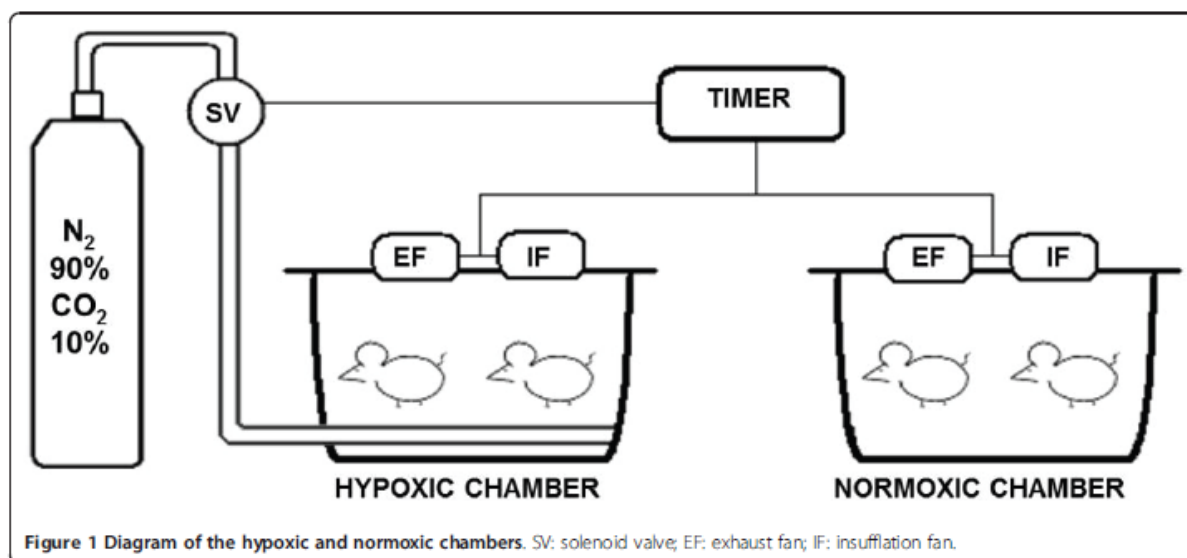 TIMER
SV
N₂
90%
CO₂
10%
EF IF
EF IF
HYPOXIC CHAMBER
NORMOXIC CHAMBER
Figure 1 Diagram of the hypoxic and normoxic chambers. SV: solenoid valve; EF: exhaust fan; IF: insufflation fan.